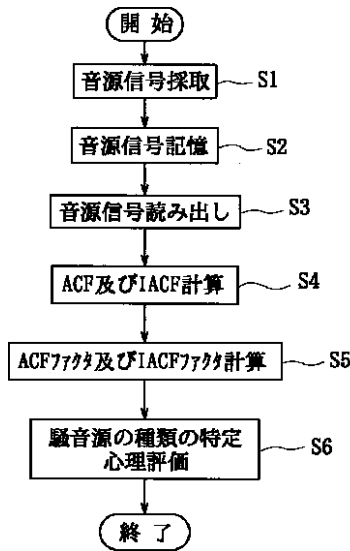 開始
音源信号採取
S1
音源信号記憶
S2
音源信号読み出し
S3
ACF及びIACF計算
S4
ACFファクタ及びIACFファクタ計算
S5
騒音源の種類の特定
心理評価
S6
終了